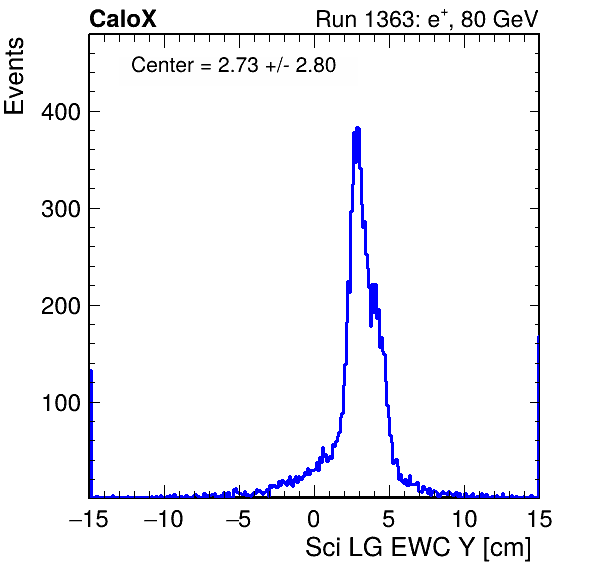 CaloX Run 1363: e⁺, 80 GeV
Center = 2.73 +/- 2.80
Events
400
300
200
100
−15 −10 −5 0 5 10 15
Sci LG EWC Y [cm]